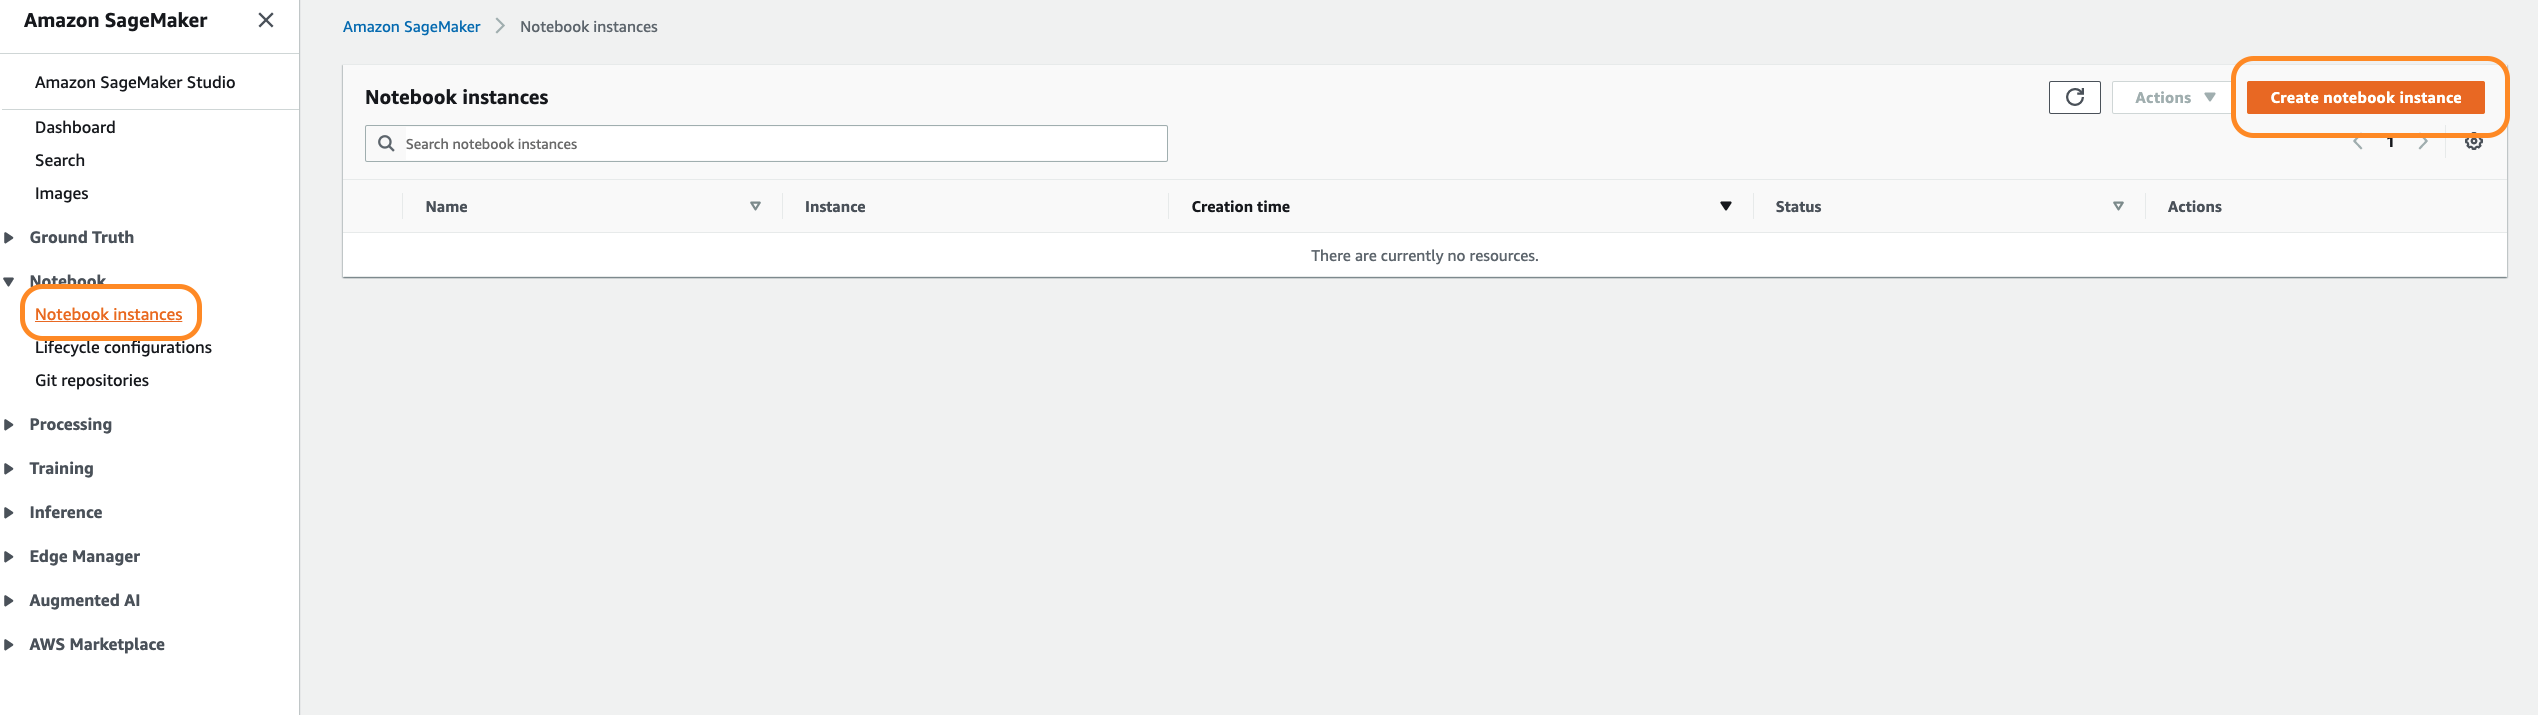 Amazon SageMaker
Amazon SageMaker Studio
Dashboard
Search
Images
Ground Truth
Notebook
Notebook instances
Lifecycle configurations
Git repositories
Processing
Training
Inference
Edge Manager
Augmented AI
AWS Marketplace
Amazon SageMaker > Notebook instances
Notebook instances
Actions
Create notebook instance
Search notebook instances
1
Name Instance Creation time Status Actions
There are currently no resources.